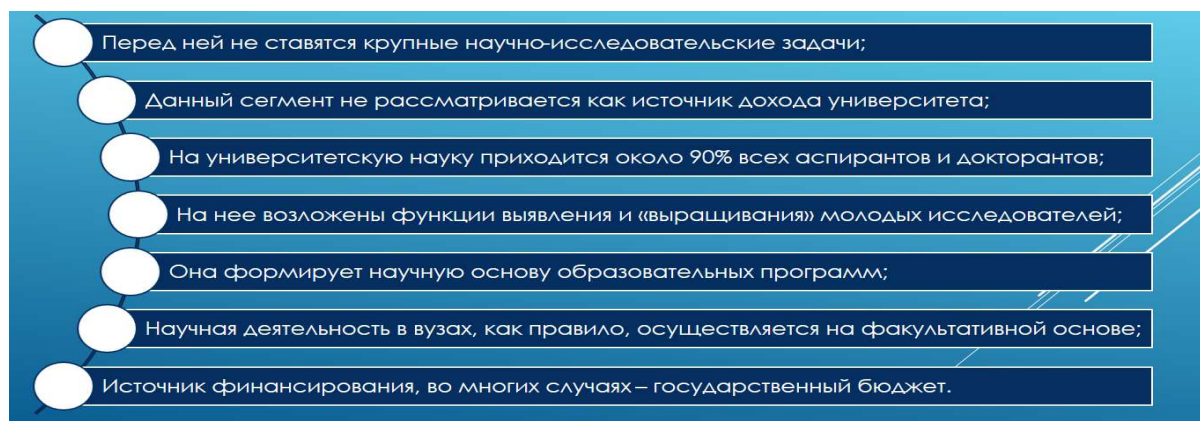 Перед ней не ставятся крупные научно-исследовательские задачи;
Данный сегмент не рассматривается как источник дохода университета;
На университетскую науку приходится около 90% всех аспирантов и докторантов;
На нее возложены функции выявления и «выращивания» молодых исследователей;
Она формирует научную основу образовательных программ;
Научная деятельность в вузах, как правило, осуществляется на факультативной основе;
Источник финансирования, во многих случаях – государственный бюджет.